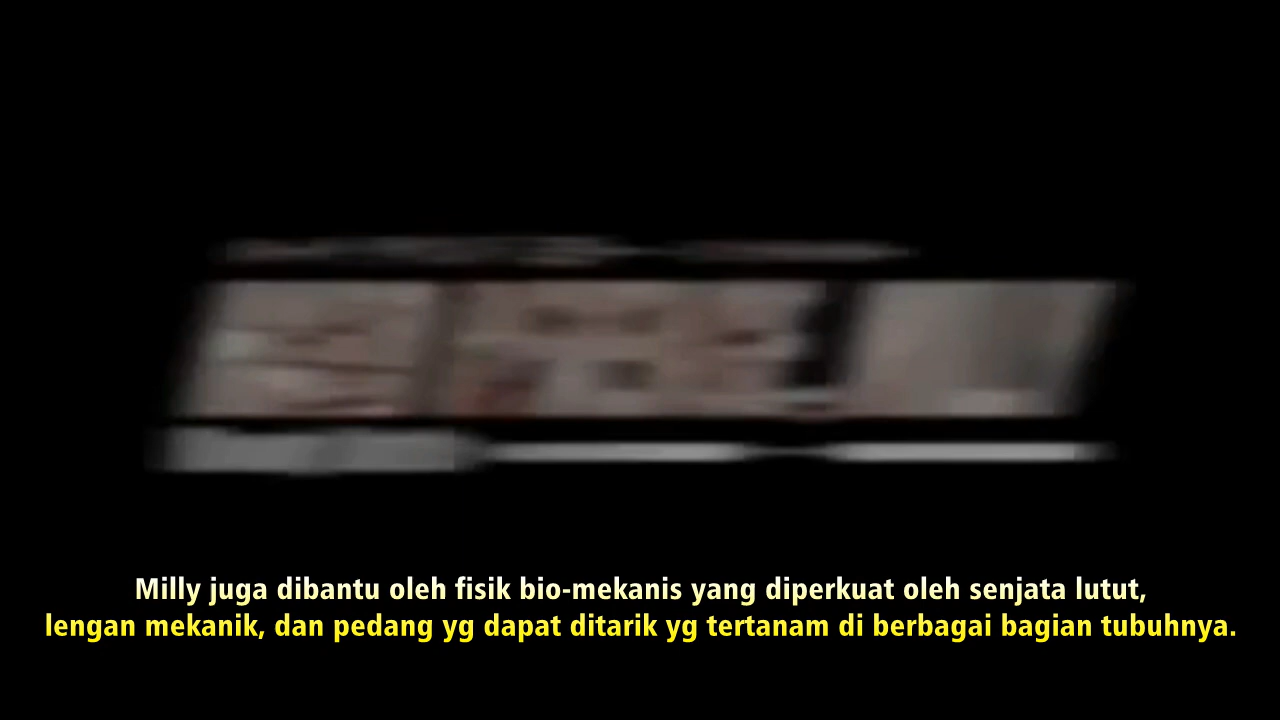 Milly juga dibantu oleh fisik bio-mekanis yang diperkuat oleh senjata lutut,
lengan mekanik, dan pedang yg dapat ditarik yg tertanam di berbagai bagian tubuhnya.